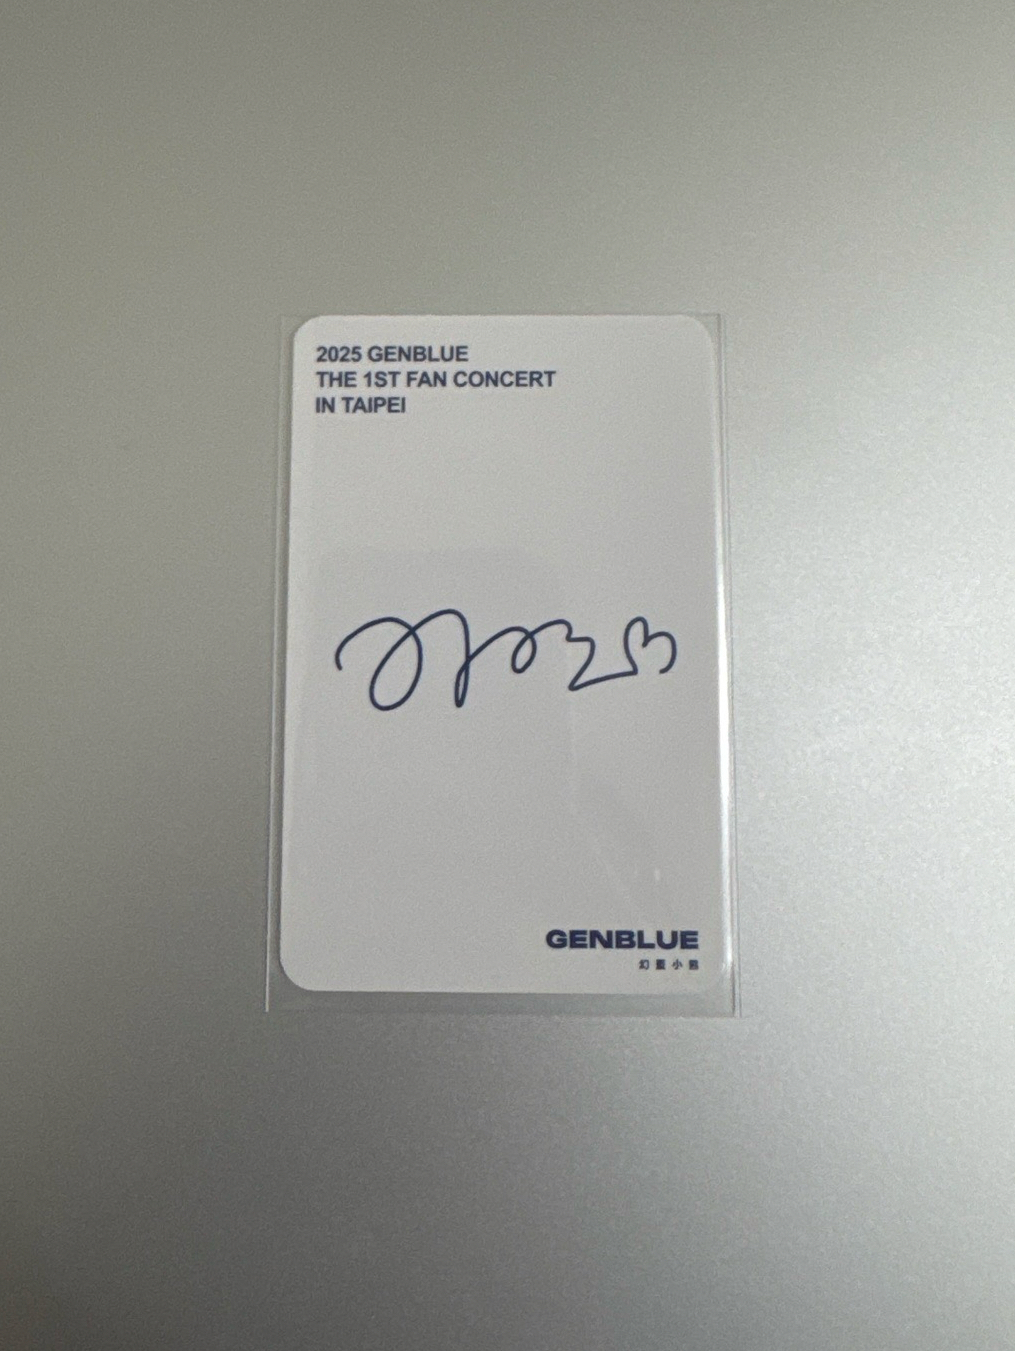 2025 GENBLUE
THE 1ST FAN CONCERT
IN TAIPEI
GENBLUE
幻藍小熊